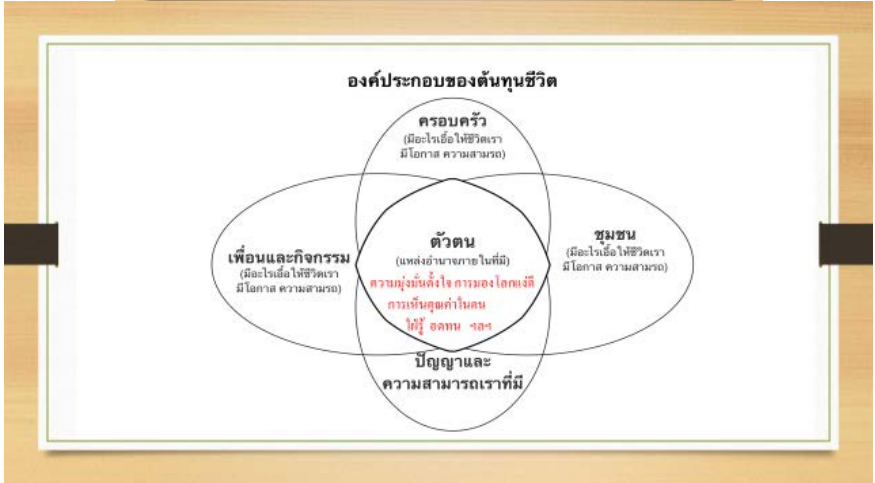 องค์ประกอบของต้นทุนชีวิต
ครอบครัว
(มีอะไรเอื้อให้ชีวิตเรา
มีโอกาส ความสามรถ)
เพื่อนและกิจกรรม
(มีอะไรเอื้อให้ชีวิตเรา
มีโอกาส ความสามรถ)
ตัวตน
(แหล่งอำนาจภายในที่มี)
ความมุ่งมั่นตั้งใจ การมองโลกแง่ดี
การเห็นคุณค่าในตน
ใฝ่รู้ อดทน ฯลฯ
ชุมชน
(มีอะไรเอื้อให้ชีวิตเรา
มีโอกาส ความสามรถ)
ปัญญาและ
ความสามารถเราที่มี